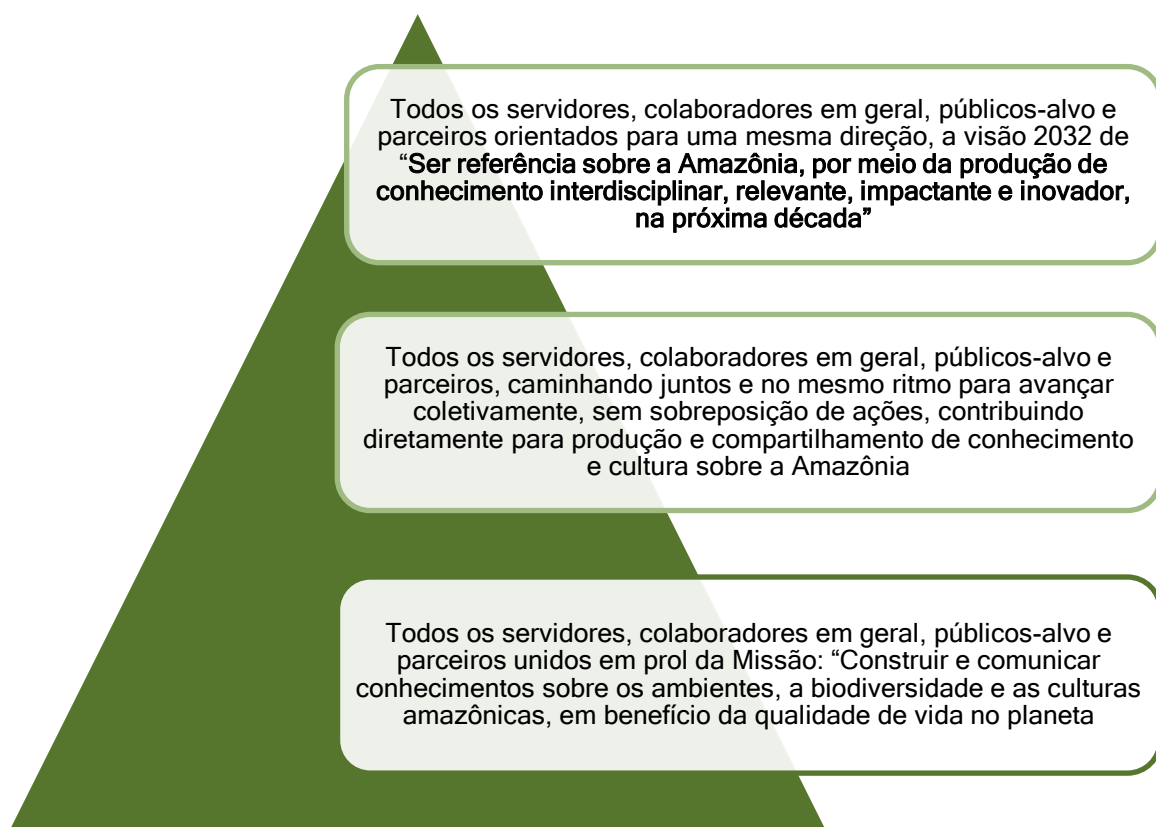 Todos os servidores, colaboradores em geral, públicos-alvo e
parceiros orientados para uma mesma direção, a visão 2032 de
“Ser referência sobre a Amazônia, por meio da produção de
conhecimento interdisciplinar, relevante, impactante e inovador,
na próxima década”
Todos os servidores, colaboradores em geral, públicos-alvo e
parceiros, caminhando juntos e no mesmo ritmo para avançar
coletivamente, sem sobreposição de ações, contribuindo
diretamente para produção e compartilhamento de conhecimento
e cultura sobre a Amazônia
Todos os servidores, colaboradores em geral, públicos-alvo e
parceiros unidos em prol da Missão: “Construir e comunicar
conhecimentos sobre os ambientes, a biodiversidade e as culturas
amazônicas, em benefício da qualidade de vida no planeta